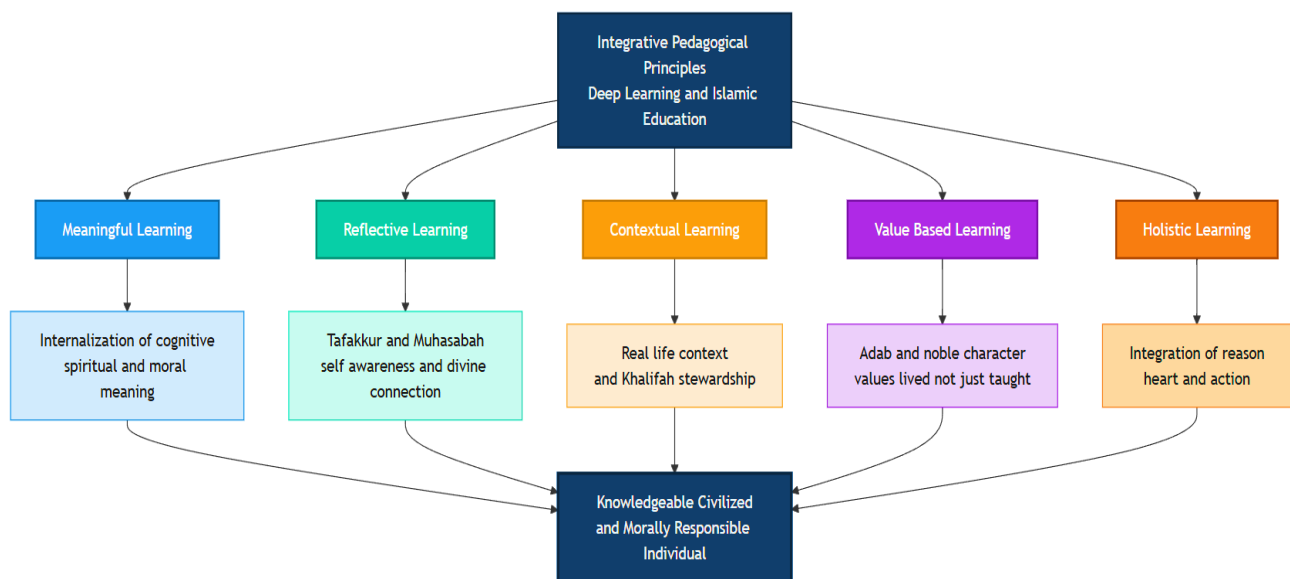 Integrative Pedagogical
Principles
Deep Learning and Islamic
Education
Meaningful Learning
Reflective Learning
Contextual Learning
Value Based Learning
Holistic Learning
Internalization of cognitive
spiritual and moral
meaning
Tafakkur and Muhasabah
self awareness and divine
connection
Real life context
and Khalifah stewardship
Adab and noble character
values lived not just taught
Integration of reason
heart and action
Knowledgeable Civilized
and Morally Responsible
Individual